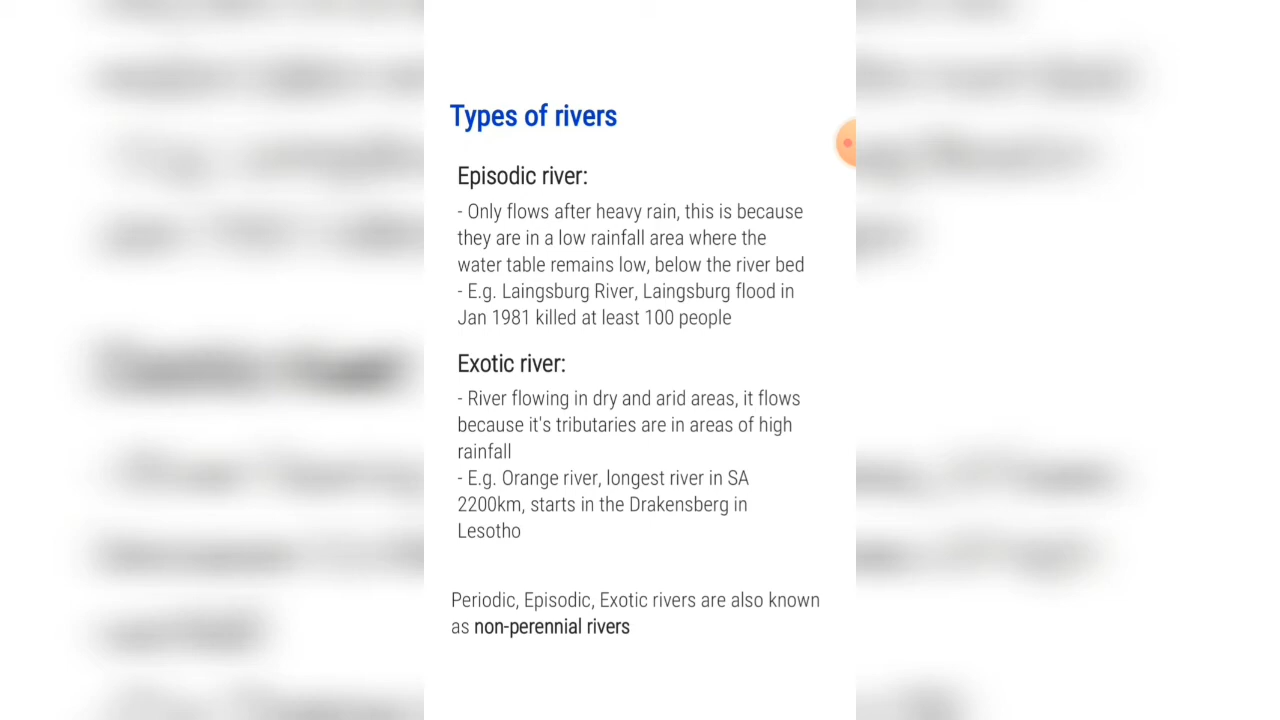 Types of rivers
Episodic river:
- Only flows after heavy rain, this is because
they are in a low rainfall area where the
water table remains low, below the river bed
- E.g. Laingsburg River, Laingsburg flood in
Jan 1981 killed at least 100 people
Exotic river:
- River flowing in dry and arid areas, it flows
because it's tributaries are in areas of high
rainfall
- E.g. Orange river, longest river in SA
2200km, starts in the Drakensberg in
Lesotho
Periodic, Episodic, Exotic rivers are also known
as non-perennial rivers